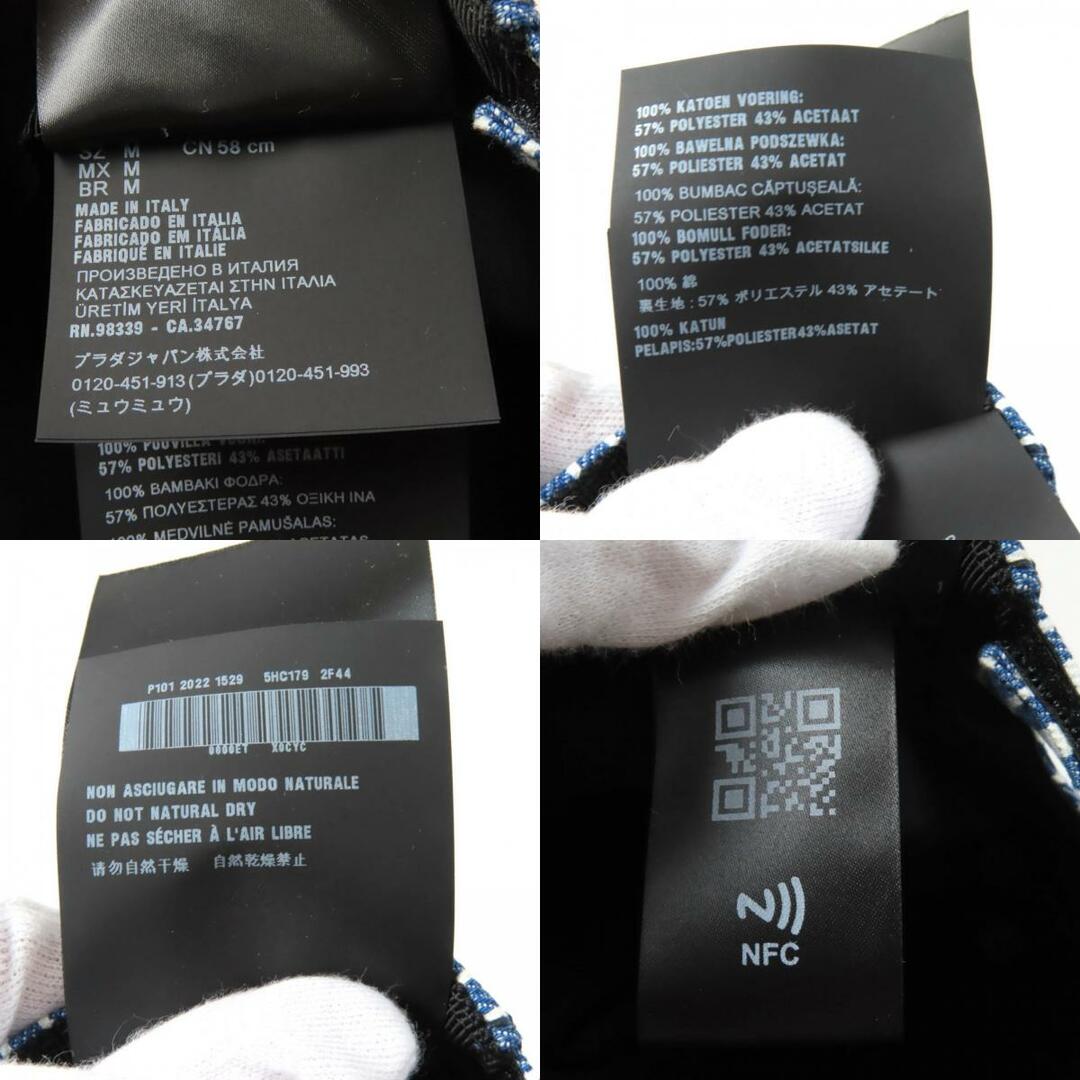 SZ M CN 58 cm
MX M
BR M
MADE IN ITALY
FABRICADO EN ITALIA
FABRICADO EM ITALIA
FABRIQUÉ EN ITALIE
ПРОИЗВЕДЕНО В ИТАЛИЯ
ΚΑΤΑΣΚΕΥΑΖΕΤΑΙ ΣΤΗΝ ΙΤΑΛΙΑ
ÜRETİM YERİ İTALYA
RN.98339 - CA.34767
プラダジャパン株式会社
0120-451-913(プラダ)0120-451-993
(ミュウミュウ)
100% PUUVILLA VUORI:
57% POLYESTERI 43% ASETAATTI
100% ΒΑΜΒΑΚΙ ΦΟΔΡΑ:
57% ΠΟΛΥΕΣΤΕΡΑΣ 43% ΟΞΙΚΗ ΙΝΑ
100% MEDVILNĖ PAMUŠALAS:
100% KATOEN VOERING:
57% POLYESTER 43% ACETAAT
100% BAWELNA PODSZEWKA:
57% POLIESTER 43% ACETAT
100% BUMBAC CĂPTUȘEALĂ:
57% POLIESTER 43% ACETAT
100% BOMULL FODER:
57% POLYESTER 43% ACETATSILKE
100% 綿
裏生地 : 57% ポリエステル 43% アセテート
100% KATUN
PELAPIS:57%POLIESTER43%ASETAT
P101 2022 1529 5HC179 2F44
0600ET X0CYC
NON ASCIUGARE IN MODO NATURALE
DO NOT NATURAL DRY
NE PAS SÉCHER À L'AIR LIBRE
请勿自然干燥 自然乾燥禁止
NFC